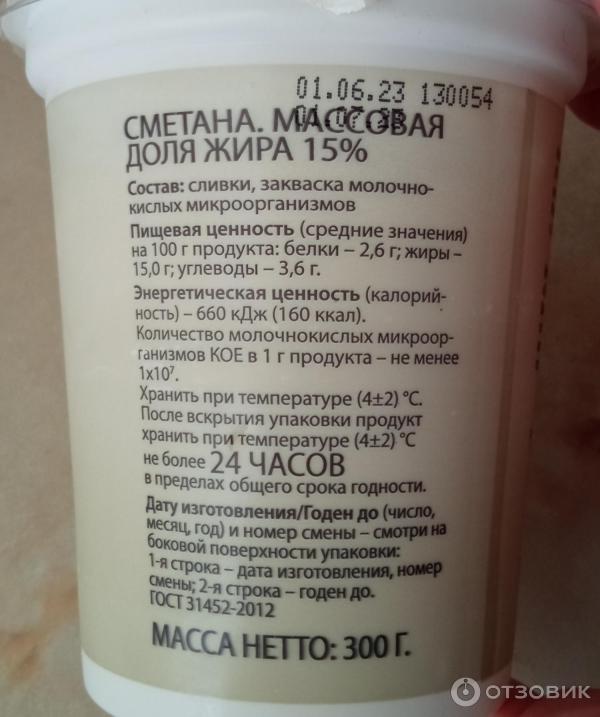 01.06.23 130054
01.07.23
СМЕТАНА. МАССОВАЯ
ДОЛЯ ЖИРА 15%
Состав: сливки, закваска молочно-
кислых микроорганизмов
Пищевая ценность (средние значения)
на 100 г продукта: белки – 2,6 г; жиры –
15,0 г; углеводы – 3,6 г.
Энергетическая ценность (калорий-
ность) – 660 кДж (160 ккал).
Количество молочнокислых микроор-
ганизмов КОЕ в 1 г продукта – не менее
1х10⁷.
Хранить при температуре (4±2) °С.
После вскрытия упаковки продукт
хранить при температуре (4±2) °С
не более 24 ЧАСОВ
в пределах общего срока годности.
Дату изготовления/Годен до (число,
месяц, год) и номер смены – смотри на
боковой поверхности упаковки:
1-я строка – дата изготовления, номер
смены; 2-я строка – годен до.
ГОСТ 31452-2012
МАССА НЕТТО: 300 Г.
ОТЗОВИК